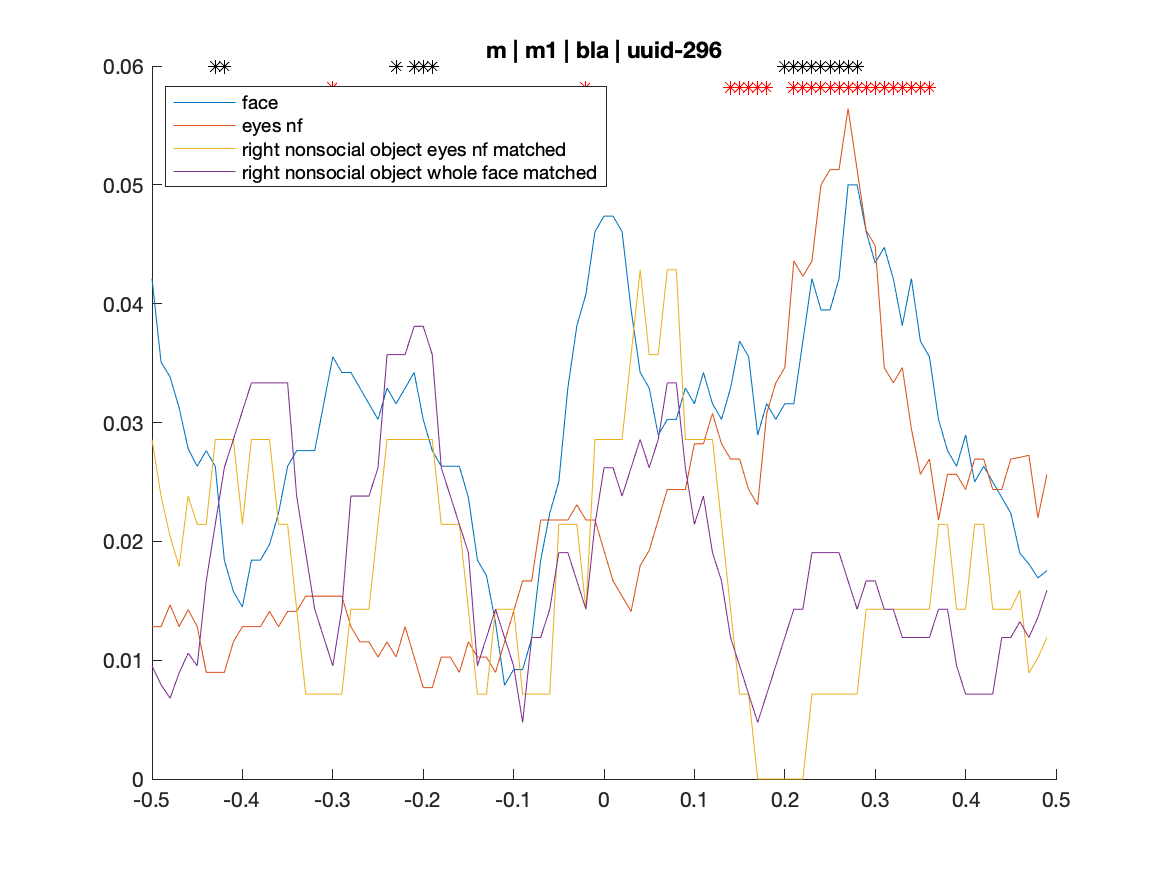 m | m1 | bla | uuid-296
0.06
0.05
0.04
0.03
0.02
0.01
0
face
eyes nf
right nonsocial object eyes nf matched
right nonsocial object whole face matched
-0.5 -0.4 -0.3 -0.2 -0.1 0 0.1 0.2 0.3 0.4 0.5